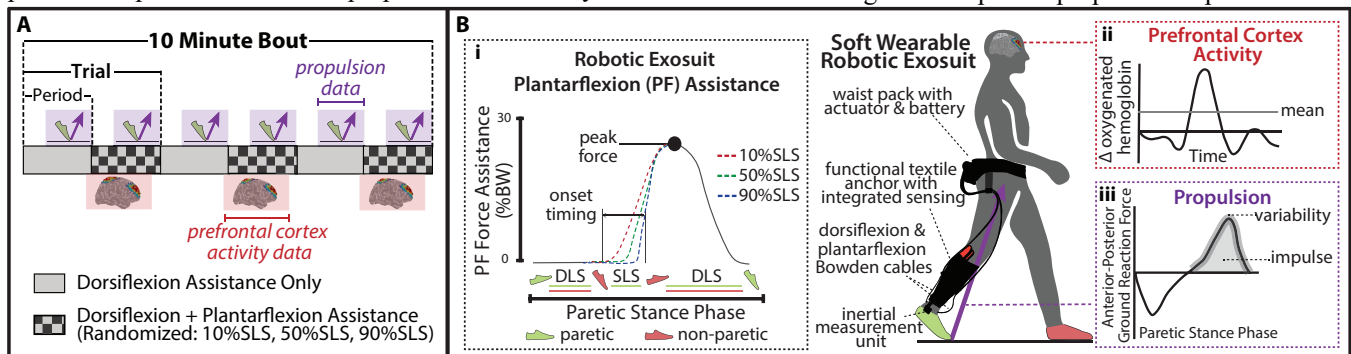 A
10 Minute Bout
Trial
Period
propulsion
data
prefrontal cortex
activity data
Dorsiflexion Assistance Only
Dorsiflexion + Plantarflexion Assistance
(Randomized: 10%SLS, 50%SLS, 90%SLS)
B
i
Robotic Exosuit
Plantarflexion (PF) Assistance
PF Force Assistance
(%BW)
30
0
peak
force
onset
timing
10%SLS
50%SLS
90%SLS
DLS
SLS
DLS
Paretic Stance Phase
paretic
non-paretic
Soft Wearable
Robotic Exosuit
waist pack with
actuator & battery
functional textile
anchor with
integrated sensing
dorsiflexion &
plantarflexion
Bowden cables
inertial
measurement
unit
ii
Prefrontal Cortex
Activity
Δ oxygenated
hemoglobin
mean
Time
iii
Propulsion
Anterior-Posterior
Ground Reaction Force
variability
impulse
Paretic Stance Phase